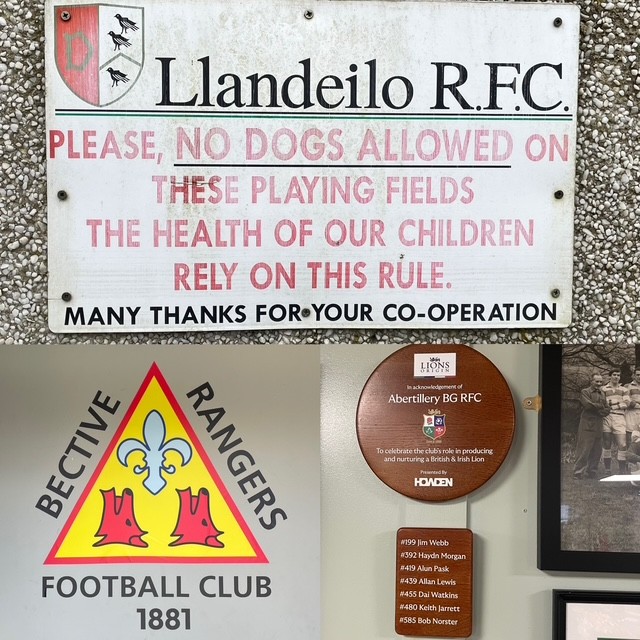 D
Llandeilo R.F.C.
PLEASE, NO DOGS ALLOWED ON
THESE PLAYING FIELDS
THE HEALTH OF OUR CHILDREN
RELY ON THIS RULE.
MANY THANKS FOR YOUR CO-OPERATION
BECTIVE RANGERS
FOOTBALL CLUB
1881
LIONS
ORIGIN
In acknowledgement of
Abertillery BG RFC
To celebrate the club's role in producing
and nurturing a British & Irish Lion
Presented By
HOWDEN
#199 Jim Webb
#392 Haydn Morgan
#419 Alun Pask
#439 Allan Lewis
#455 Dai Watkins
#480 Keith Jarrett
#585 Bob Norster